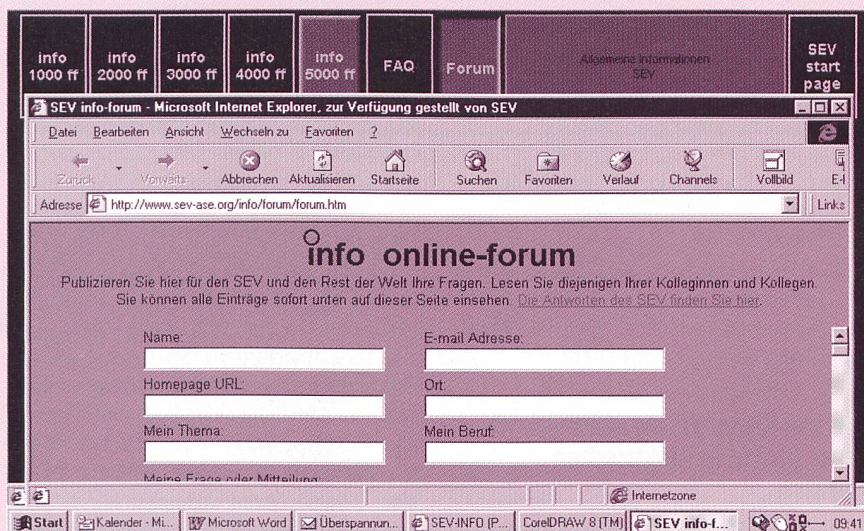 info 1000 ff
info 2000 ff
info 3000 ff
info 4000 ff
info 5000 ff
FAQ
Forum
Allgemeine Informationen
SEV
SEV start page
SEV info-forum - Microsoft Internet Explorer, zur Verfügung gestellt von SEV
Datei Bearbeiten Ansicht Wechseln zu Favoriten ?
Zurück Vorwärts Abbrechen Aktualisieren Startseite Suchen Favoriten Verlauf Channels Vollbild
Adresse http://www.sev-ase.org/info/forum/forum.htm Links
info online-forum
Publizieren Sie hier für den SEV und den Rest der Welt Ihre Fragen. Lesen Sie diejenigen Ihrer Kolleginnen und Kollegen.
Sie können alle Einträge sofort unten auf dieser Seite einsehen. Die Antworten des SEV finden Sie hier.
Name: E-mail Adresse:
Homepage URL: Ort:
Mein Thema: Mein Beruf:
Meine Frage oder Mitteilung:
Internetzone
Start Kalender - Mi... Microsoft Word Überspannun... SEV-INFO (P... CorelDRAW 8 [TM] SEV info-f... 09:41